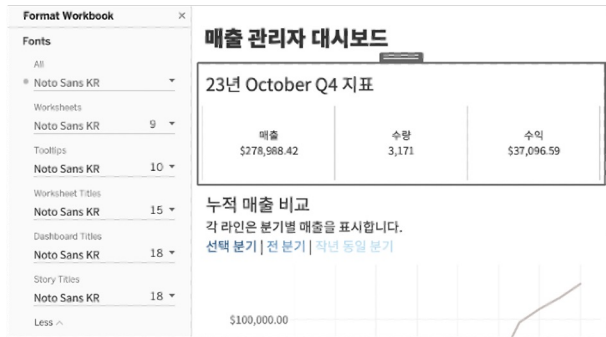 Format Workbook ×
Fonts
All
Noto Sans KR
Worksheets
Noto Sans KR 9
Tooltips
Noto Sans KR 10
Worksheet Titles
Noto Sans KR 15
Dashboard Titles
Noto Sans KR 18
Story Titles
Noto Sans KR 18
Less
매출 관리자 대시보드
23년 October Q4 지표
매출 수량 수익
$278,988.42 3,171 $37,096.59
누적 매출 비교
각 라인은 분기별 매출을 표시합니다.
선택 분기 | 전 분기 | 작년 동일 분기
$100,000.00